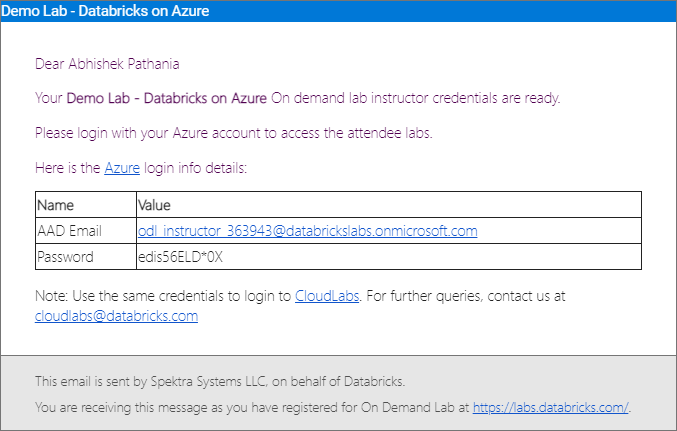 Demo Lab - Databricks on Azure
Dear Abhishek Pathania
Your Demo Lab - Databricks on Azure On demand lab instructor credentials are ready.
Please login with your Azure account to access the attendee labs.
Here is the Azure login info details:
Name Value
AAD Email odl_instructor_363943@databrickslabs.onmicrosoft.com
Password edis56ELD*0X
Note: Use the same credentials to login to CloudLabs. For further queries, contact us at
cloudlabs@databricks.com
This email is sent by Spektra Systems LLC, on behalf of Databricks.
You are receiving this message as you have registered for On Demand Lab at https://labs.databricks.com/.